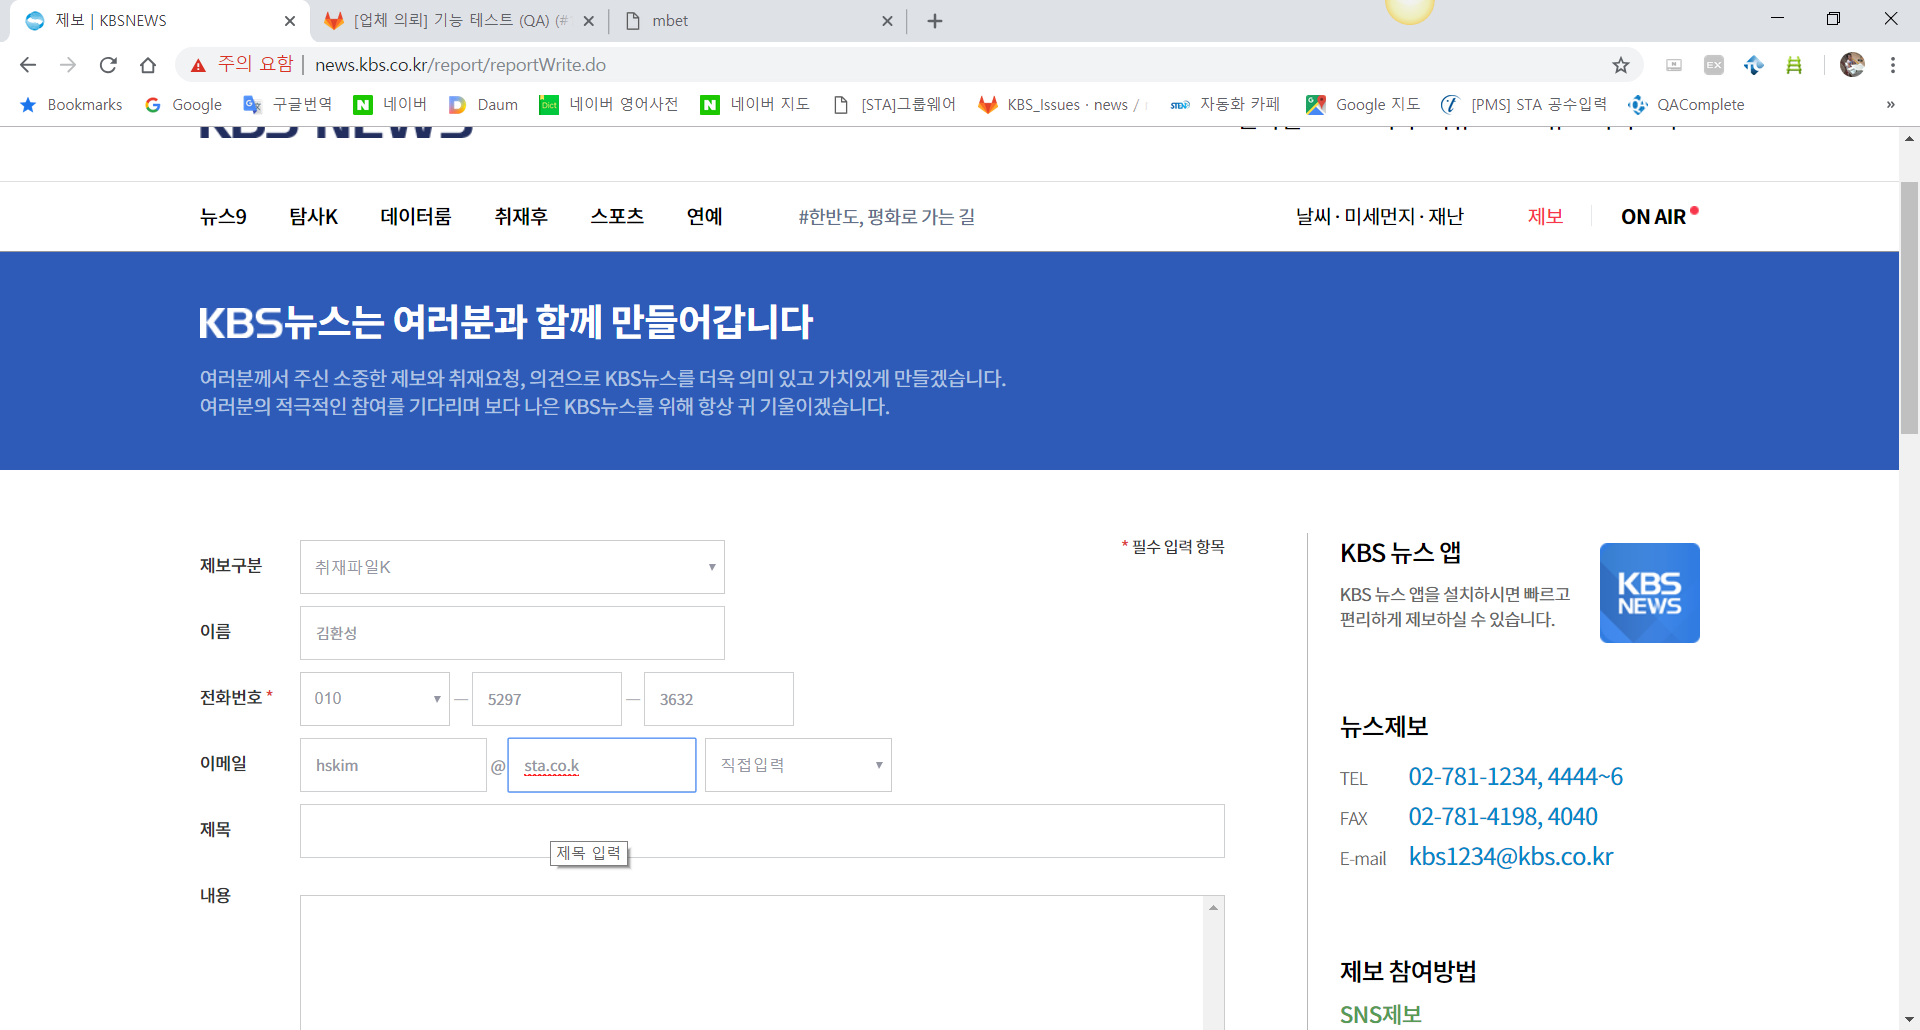 제보 | KBSNEWS
[업체 의뢰] 기능 테스트 (QA) (#
mbet
주의 요함 | news.kbs.co.kr/report/reportWrite.do
Bookmarks Google 구글번역 네이버 Daum 네이버 영어사전 네이버 지도 [STA]그룹웨어 KBS_Issues · news / 자동화 카페 Google 지도 [PMS] STA 공수입력 QAComplete »
KBS NEWS
뉴스9 탐사K 데이터룸 취재후 스포츠 연예 #한반도, 평화로 가는 길 날씨 · 미세먼지 · 재난 제보 ON AIR
KBS뉴스는 여러분과 함께 만들어갑니다
여러분께서 주신 소중한 제보와 취재요청, 의견으로 KBS뉴스를 더욱 의미 있고 가치있게 만들겠습니다.
여러분의 적극적인 참여를 기다리며 보다 나은 KBS뉴스를 위해 항상 귀 기울이겠습니다.
* 필수 입력 항목
제보구분 취재파일K
이름 김환성
전화번호 * 010 — 5297 — 3632
이메일 hskim @ sta.co.k 직접입력
제목
제목 입력
내용
KBS 뉴스 앱
KBS 뉴스 앱을 설치하시면 빠르고
편리하게 제보하실 수 있습니다.
KBS
NEWS
뉴스제보
TEL 02-781-1234, 4444~6
FAX 02-781-4198, 4040
E-mail kbs1234@kbs.co.kr
제보 참여방법
SNS제보